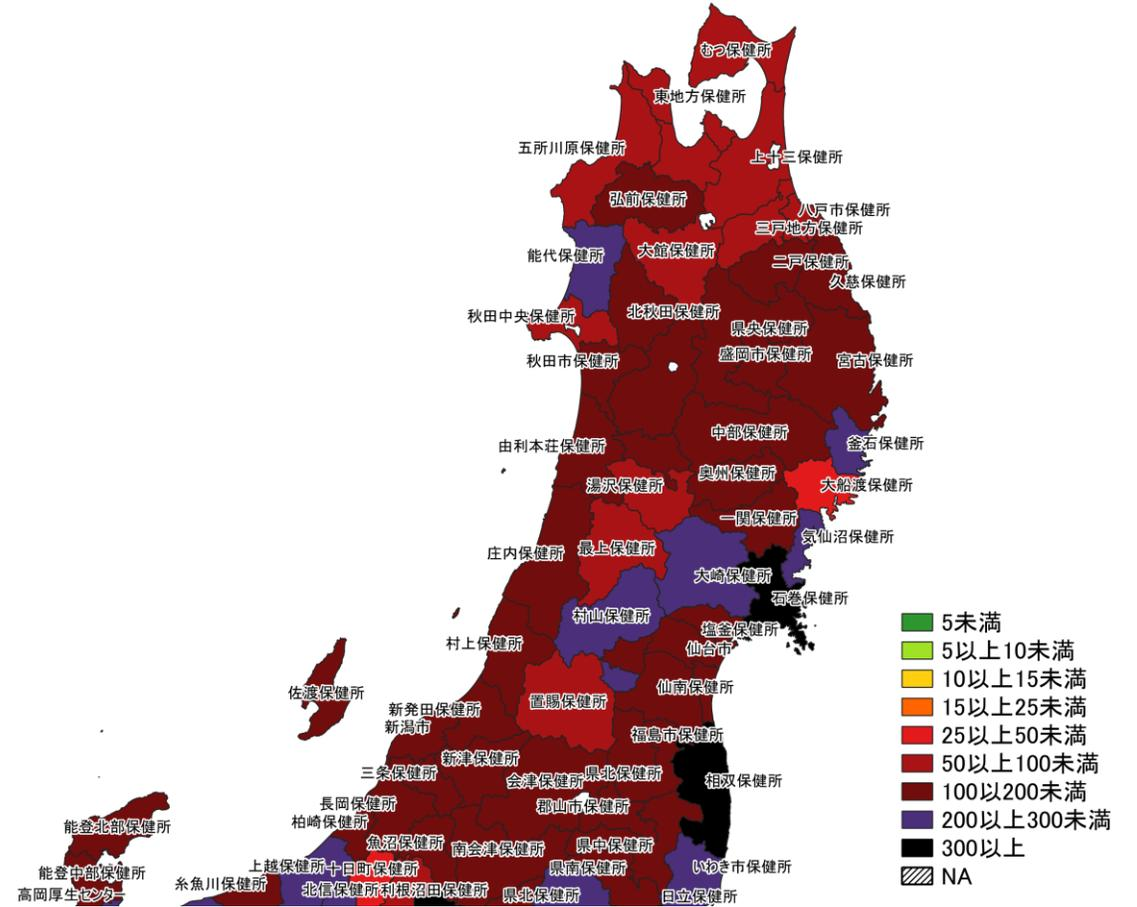 むつ保健所
東地方保健所
五所川原保健所
上十三保健所
弘前保健所
八戸市保健所
三戸地方保健所
能代保健所
大館保健所
二戸保健所
久慈保健所
秋田中央保健所
北秋田保健所
県央保健所
盛岡市保健所
秋田市保健所
宮古保健所
中部保健所
由利本荘保健所
釜石保健所
奥州保健所
湯沢保健所
大船渡保健所
一関保健所
気仙沼保健所
庄内保健所
最上保健所
大崎保健所
石巻保健所
村山保健所
塩釜保健所
村上保健所
仙台市
佐渡保健所
置賜保健所
仙南保健所
新発田保健所
新潟市
福島市保健所
新津保健所
三条保健所
会津保健所
県北保健所
相双保健所
長岡保健所
郡山市保健所
柏崎保健所
能登北部保健所
魚沼保健所
南会津保健所
県中保健所
上越保健所
十日町保健所
県南保健所
いわき市保健所
能登中部保健所
糸魚川保健所
北信保健所
利根沼田保健所
県北保健所
日立保健所
高岡厚生センター
5未満
5以上10未満
10以上15未満
15以上25未満
25以上50未満
50以上100未満
100以200未満
200以上300未満
300以上
NA